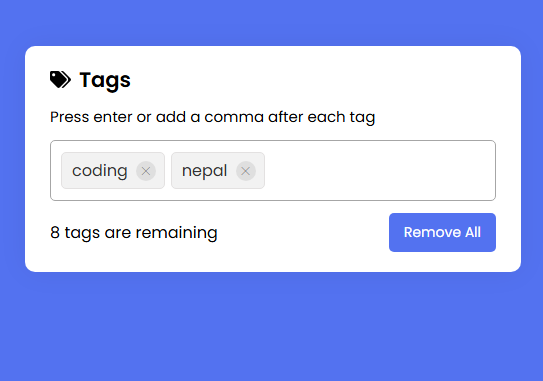 Tags
Press enter or add a comma after each tag
coding nepal
8 tags are remaining Remove All